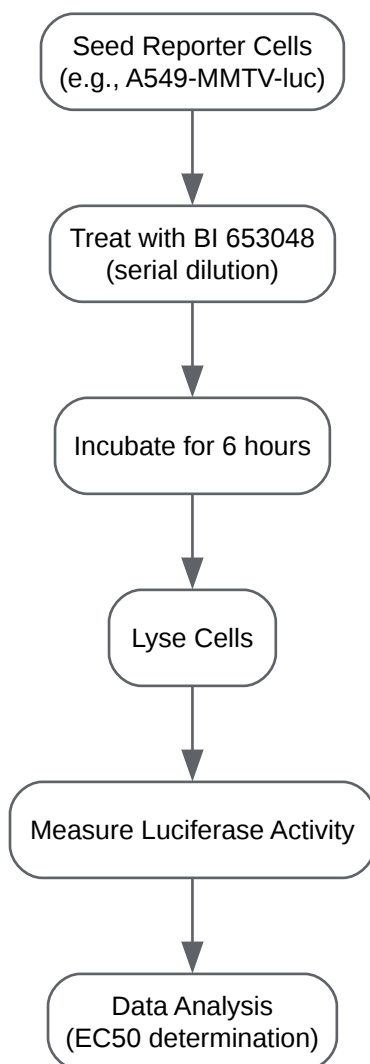 Seed Reporter Cells
(e.g., A549-MMTV-luc)
Treat with BI 653048
(serial dilution)
Incubate for 6 hours
Lyse Cells
Measure Luciferase Activity
Data Analysis
(EC50 determination)